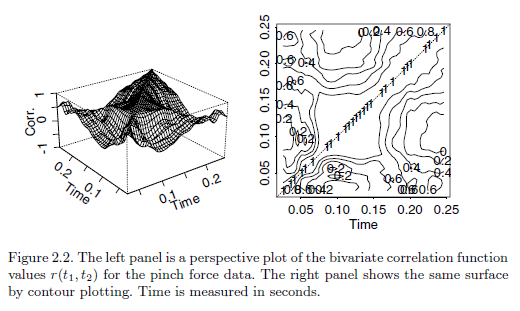 Corr.
-1 0 1
0.2 0.1
Time
0.1 0.2
Time
0.05 0.10 0.15 0.20 0.25
0.05 0.10 0.15 0.20 0.25
Time
Figure 2.2. The left panel is a perspective plot of the bivariate correlation function
values r(t₁, t₂) for the pinch force data. The right panel shows the same surface
by contour plotting. Time is measured in seconds.